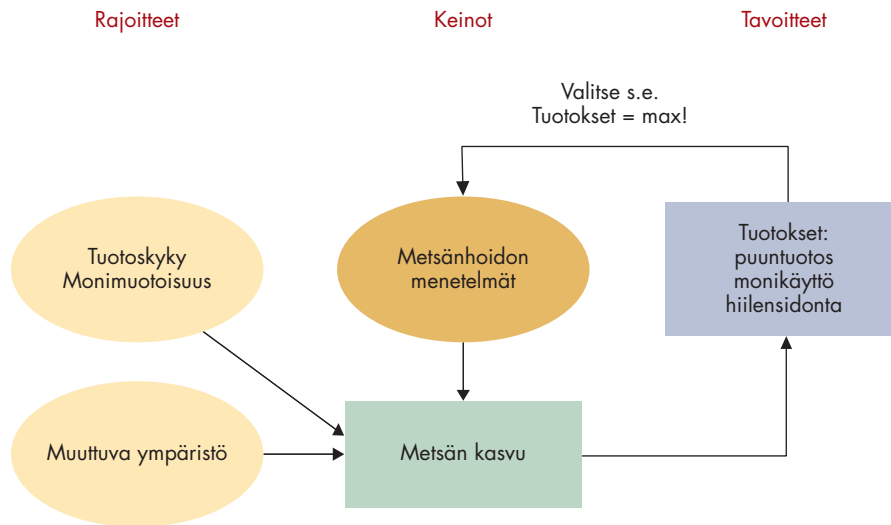 Rajoitteet
Keinot
Tavoitteet
Valitse s.e.
Tuotokset = max!
Tuotoskyky
Monimuotoisuus
Metsänhoidon
menetelmät
Tuotokset:
puuntuotos
monikäyttö
hiilensidonta
Muuttuva ympäristö
Metsän kasvu